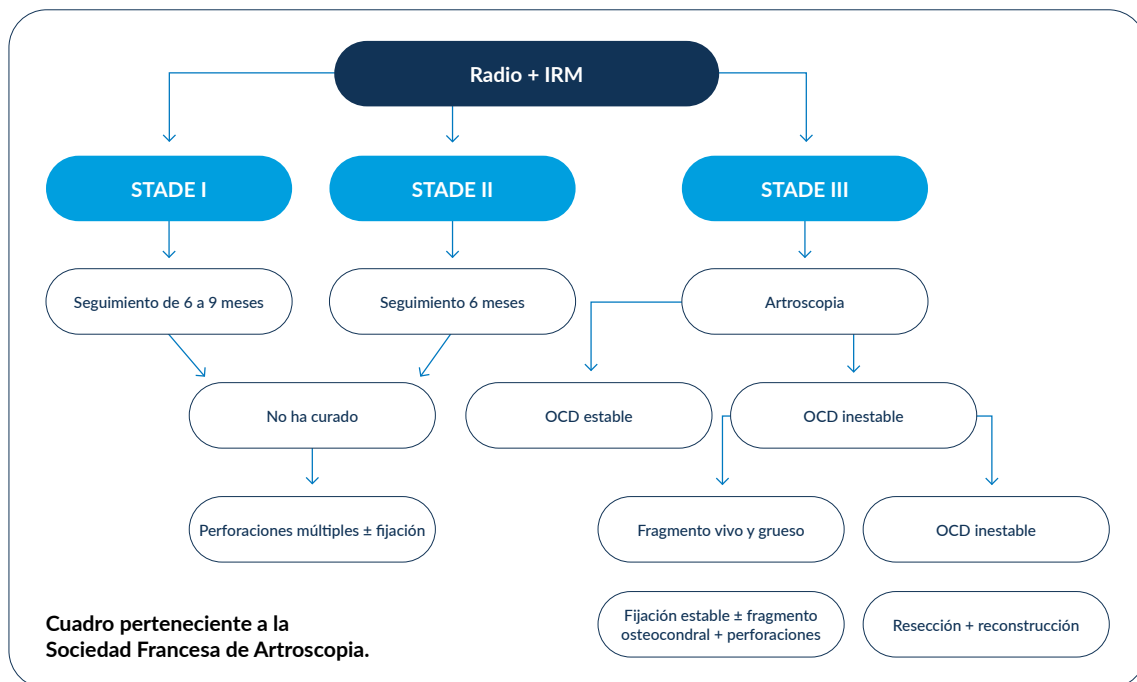 Radio + IRM
STADE I
STADE II
STADE III
Seguimiento de 6 a 9 meses
Seguimiento 6 meses
Artroscopia
No ha curado
OCD estable
OCD inestable
Perforaciones múltiples ± fijación
Fragmento vivo y grueso
OCD inestable
Fijación estable ± fragmento
osteocondral + perforaciones
Resección + reconstrucción
Cuadro perteneciente a la
Sociedad Francesa de Artroscopia.